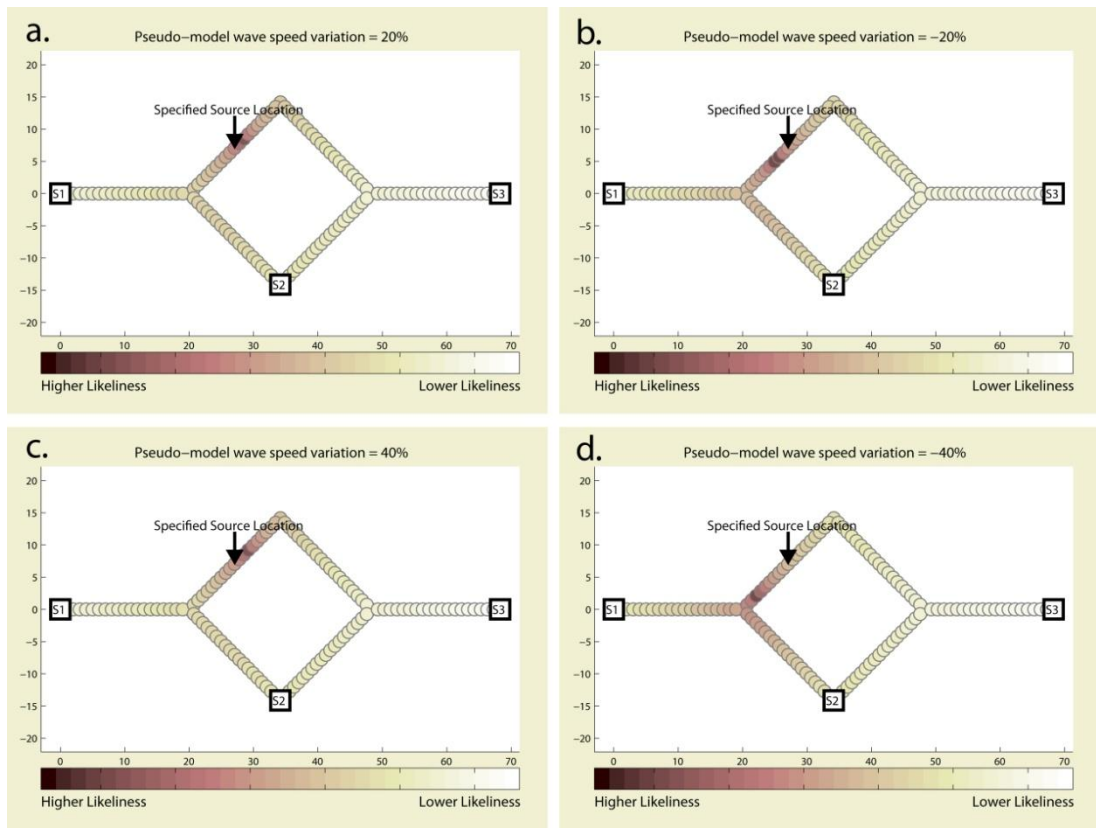 a.
Pseudo−model wave speed variation = 20%
20
15
10
5
0
−5
−10
−15
−20
Specified Source Location
S1
S3
S2
0 10 20 30 40 50 60 70
Higher Likeliness Lower Likeliness
b.
Pseudo−model wave speed variation = −20%
20
15
10
5
0
−5
−10
−15
−20
Specified Source Location
S1
S3
S2
0 10 20 30 40 50 60 70
Higher Likeliness Lower Likeliness
c.
Pseudo−model wave speed variation = 40%
20
15
10
5
0
−5
−10
−15
−20
Specified Source Location
S1
S3
S2
0 10 20 30 40 50 60 70
Higher Likeliness Lower Likeliness
d.
Pseudo−model wave speed variation = −40%
20
15
10
5
0
−5
−10
−15
−20
Specified Source Location
S1
S3
S2
0 10 20 30 40 50 60 70
Higher Likeliness Lower Likeliness